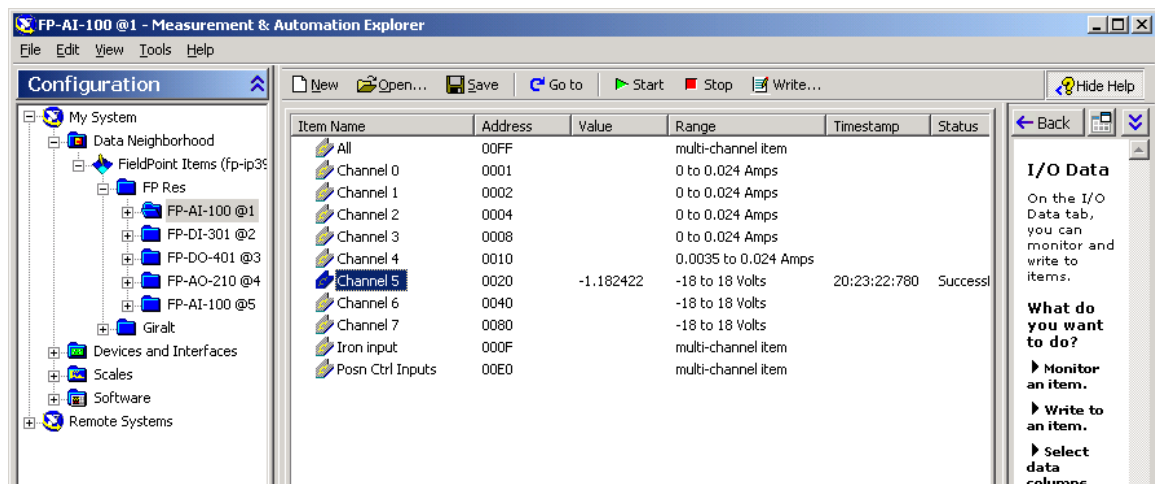 FP-AI-100 @1 - Measurement & Automation Explorer
File Edit View Tools Help
Configuration
New Open... Save Go to Start Stop Write... Hide Help
My System
Data Neighborhood
FieldPoint Items (fp-ip39
FP Res
FP-AI-100 @1
FP-DI-301 @2
FP-DO-401 @3
FP-AO-210 @4
FP-AI-100 @5
Giralt
Devices and Interfaces
Scales
Software
Remote Systems
Item Name Address Value Range Timestamp Status
All 00FF multi-channel item
Channel 0 0001 0 to 0.024 Amps
Channel 1 0002 0 to 0.024 Amps
Channel 2 0004 0 to 0.024 Amps
Channel 3 0008 0 to 0.024 Amps
Channel 4 0010 0.0035 to 0.024 Amps
Channel 5 0020 -1.182422 -18 to 18 Volts 20:23:22:780 Successf
Channel 6 0040 -18 to 18 Volts
Channel 7 0080 -18 to 18 Volts
Iron input 000F multi-channel item
Posn Ctrl Inputs 00E0 multi-channel item
Back
I/O Data
On the I/O
Data tab,
you can
monitor and
write to
items.
What do
you want
to do?
Monitor
an item.
Write to
an item.
Select
data
columns